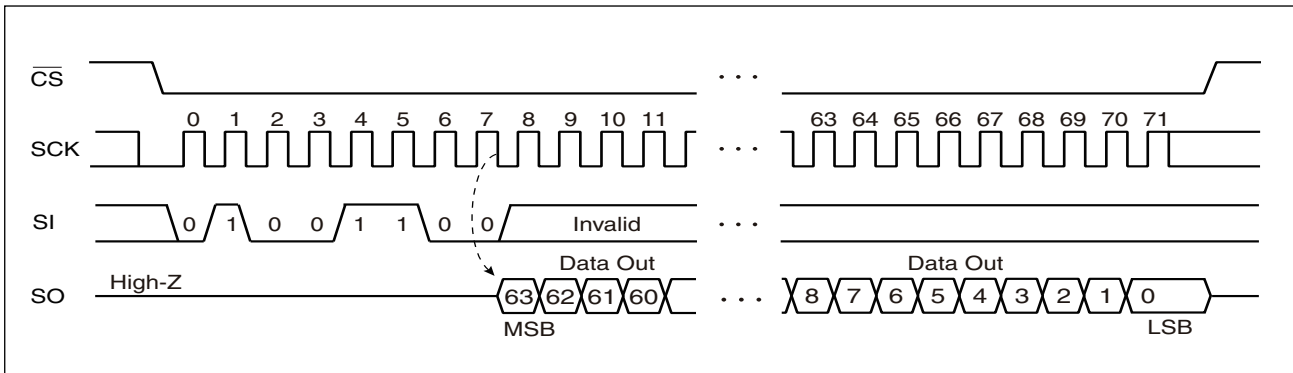 CS
0 1 2 3 4 5 6 7 8 9 10 11 63 64 65 66 67 68 69 70 71
SCK
SI 0 1 0 0 1 1 0 0 Invalid
High-Z Data Out Data Out
SO 63 62 61 60 8 7 6 5 4 3 2 1 0
MSB LSB